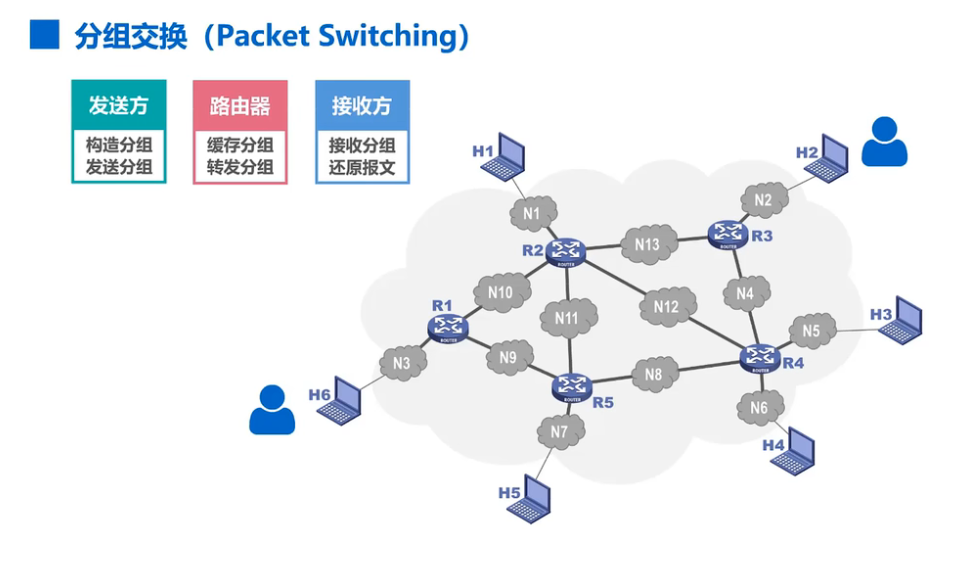 分组交换（Packet Switching）
发送方
构造分组
发送分组
路由器
缓存分组
转发分组
接收方
接收分组
还原报文
H1
H2
N1
N2
R2
ROUTER
N13
R3
ROUTER
N10
N11
N12
N4
R1
ROUTER
H3
N5
N3
N9
N8
R4
ROUTER
H6
R5
ROUTER
N6
N7
H4
H5